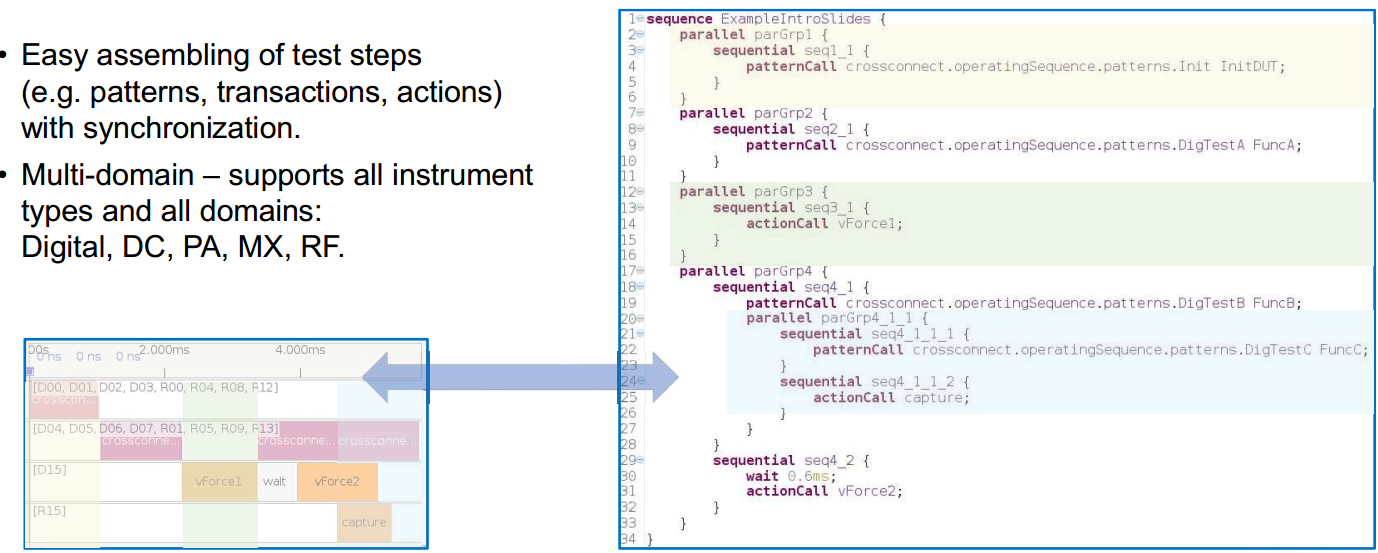 • Easy assembling of test steps
(e.g. patterns, transactions, actions)
with synchronization.
• Multi-domain – supports all instrument
types and all domains:
Digital, DC, PA, MX, RF.
00s 2.000ms 4.000ms
0 ns 0 ns 0 ns
[D00, D01, D02, D03, R00, R04, R08, R12]
crosscon...
[D04, D05, D06, D07, R01, R05, R09, R13]
crossconne... crossconne... crossconne...
[D15]
vForce1 wait vForce2
[R15]
capture
1 sequence ExampleIntroSlides {
2 parallel parGrp1 {
3 sequential seq1_1 {
4 patternCall crossconnect.operatingSequence.patterns.Init InitDUT;
5 }
6 }
7 parallel parGrp2 {
8 sequential seq2_1 {
9 patternCall crossconnect.operatingSequence.patterns.DigTestA FuncA;
10 }
11 }
12 parallel parGrp3 {
13 sequential seq3_1 {
14 actionCall vForce1;
15 }
16 }
17 parallel parGrp4 {
18 sequential seq4_1 {
19 patternCall crossconnect.operatingSequence.patterns.DigTestB FuncB;
20 parallel parGrp4_1_1 {
21 sequential seq4_1_1_1 {
22 patternCall crossconnect.operatingSequence.patterns.DigTestC FuncC;
23 }
24 sequential seq4_1_1_2 {
25 actionCall capture;
26 }
27 }
28 }
29 sequential seq4_2 {
30 wait 0.6ms;
31 actionCall vForce2;
32 }
33 }
34 }